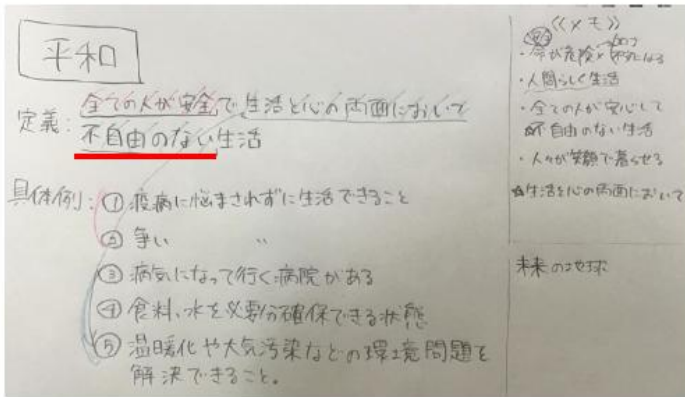 平和
定義:全ての人が安全で、生活と心の両面において
不自由のない生活
具体例:① 疫病に悩まされずに生活できること
② 争い 〃
③ 病気になって行く病院がある
④ 食料、水を必要分確保できる状態
⑤ 温暖化や大気汚染などの環境問題を
解決できること。
《メモ》
・人間らしく生活
・全ての人が安心して
不自由のない生活
・人々が笑顔で暮らせる
☆生活と心の両面において
未来の地球